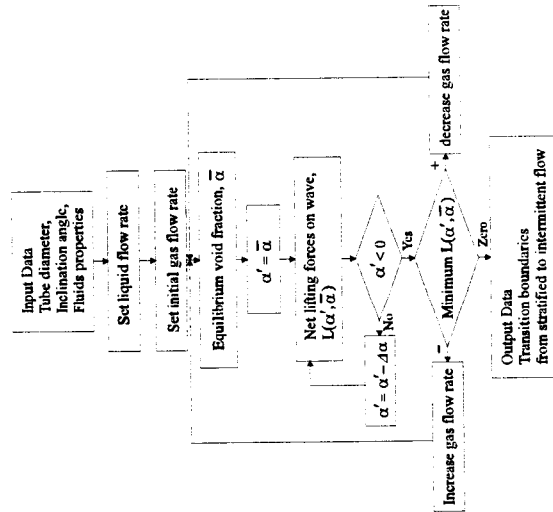 Input Data
Tube diameter,
Inclination angle,
Fluids properties
Set liquid flow rate
Set initial gas flow rate
Equilibrium void fraction, ᾱ
α′ = ᾱ
Net lifting forces on wave,
L(α′,ᾱ)
α′ < 0
No
α′ = α′ − Δα
Yes
Minimum L(α′,ᾱ)
−
+
Increase gas flow rate
decrease gas flow rate
Zero
Output Data
Transition boundaries
from stratified to intermittent flow